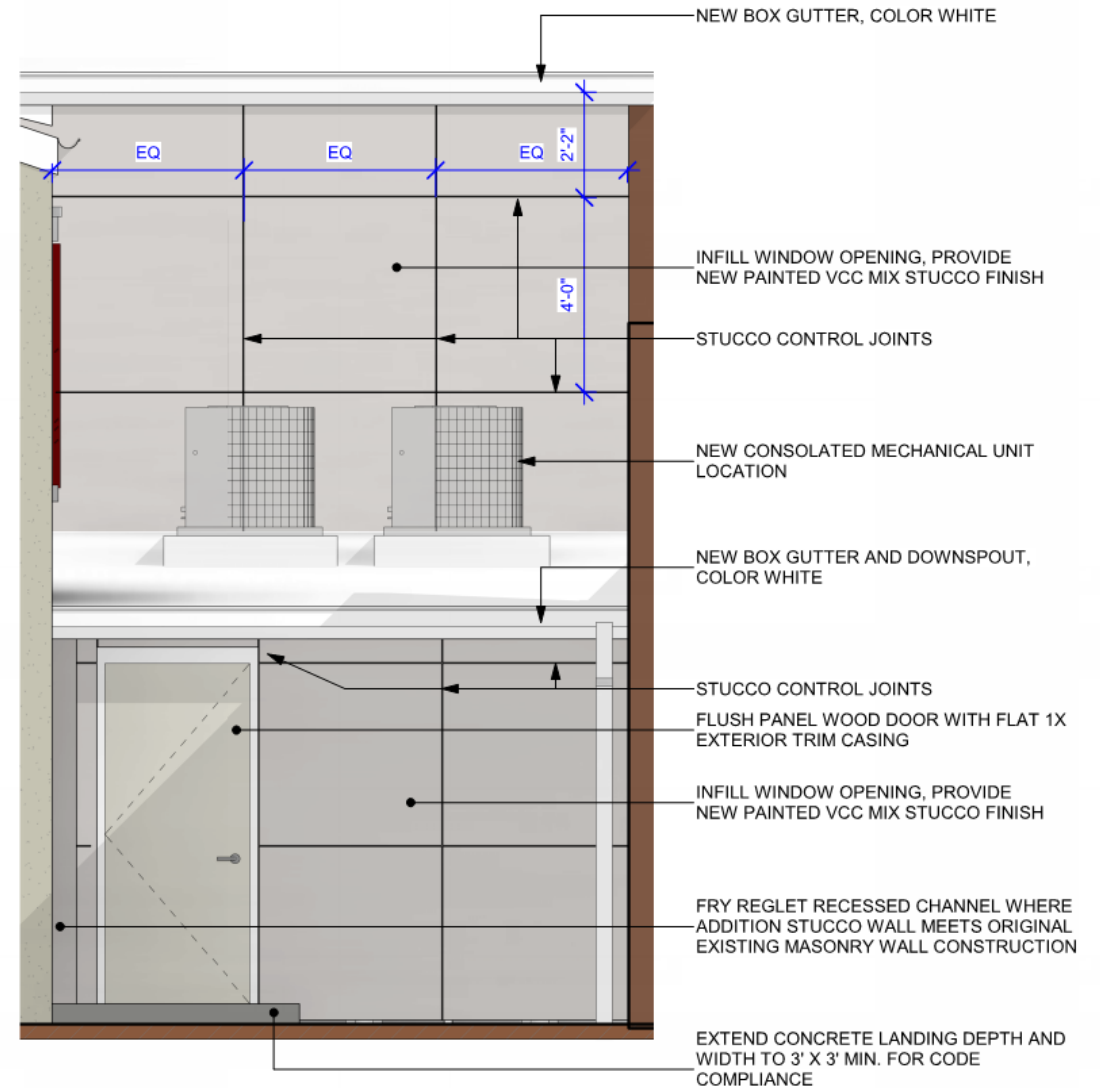 NEW BOX GUTTER, COLOR WHITE
EQ
EQ
EQ
2'-2"
INFILL WINDOW OPENING, PROVIDE
NEW PAINTED VCC MIX STUCCO FINISH
4'-0"
STUCCO CONTROL JOINTS
NEW CONSOLATED MECHANICAL UNIT
LOCATION
NEW BOX GUTTER AND DOWNSPOUT,
COLOR WHITE
STUCCO CONTROL JOINTS
FLUSH PANEL WOOD DOOR WITH FLAT 1X
EXTERIOR TRIM CASING
INFILL WINDOW OPENING, PROVIDE
NEW PAINTED VCC MIX STUCCO FINISH
FRY REGLET RECESSED CHANNEL WHERE
ADDITION STUCCO WALL MEETS ORIGINAL
EXISTING MASONRY WALL CONSTRUCTION
EXTEND CONCRETE LANDING DEPTH AND
WIDTH TO 3' X 3' MIN. FOR CODE
COMPLIANCE